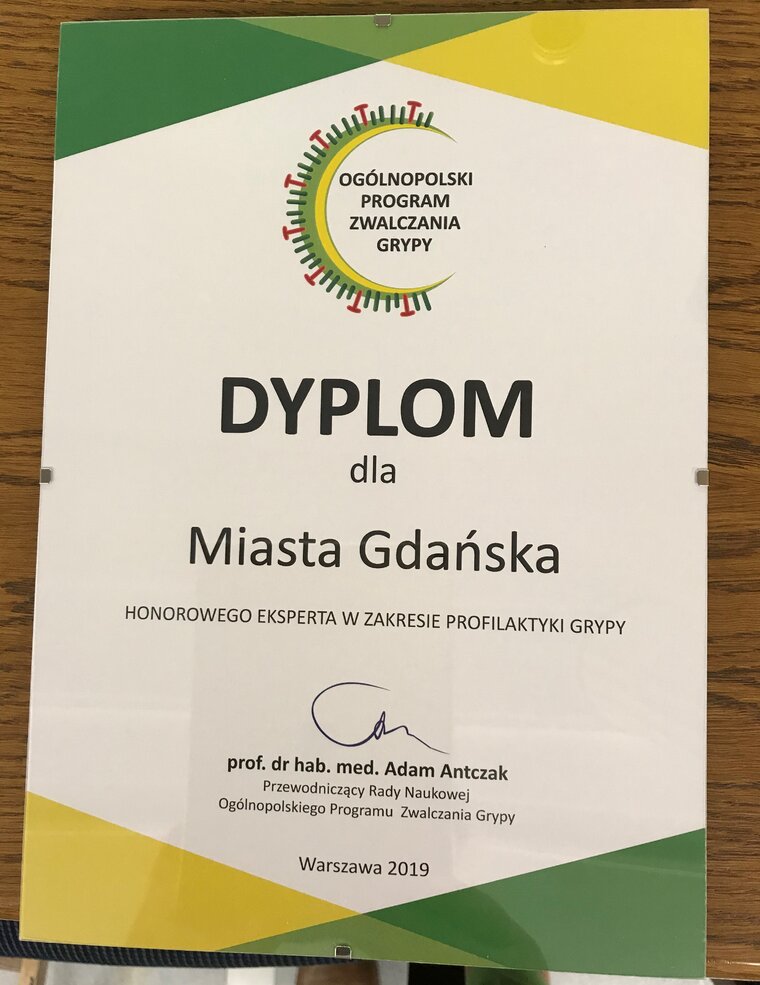 OGÓLNOPOLSKI
PROGRAM
ZWALCZANIA
GRYPY
DYPLOM
dla
Miasta Gdańska
HONOROWEGO EKSPERTA W ZAKRESIE PROFILAKTYKI GRYPY
prof. dr hab. med. Adam Antczak
Przewodniczący Rady Naukowej
Ogólnopolskiego Programu Zwalczania Grypy
Warszawa 2019